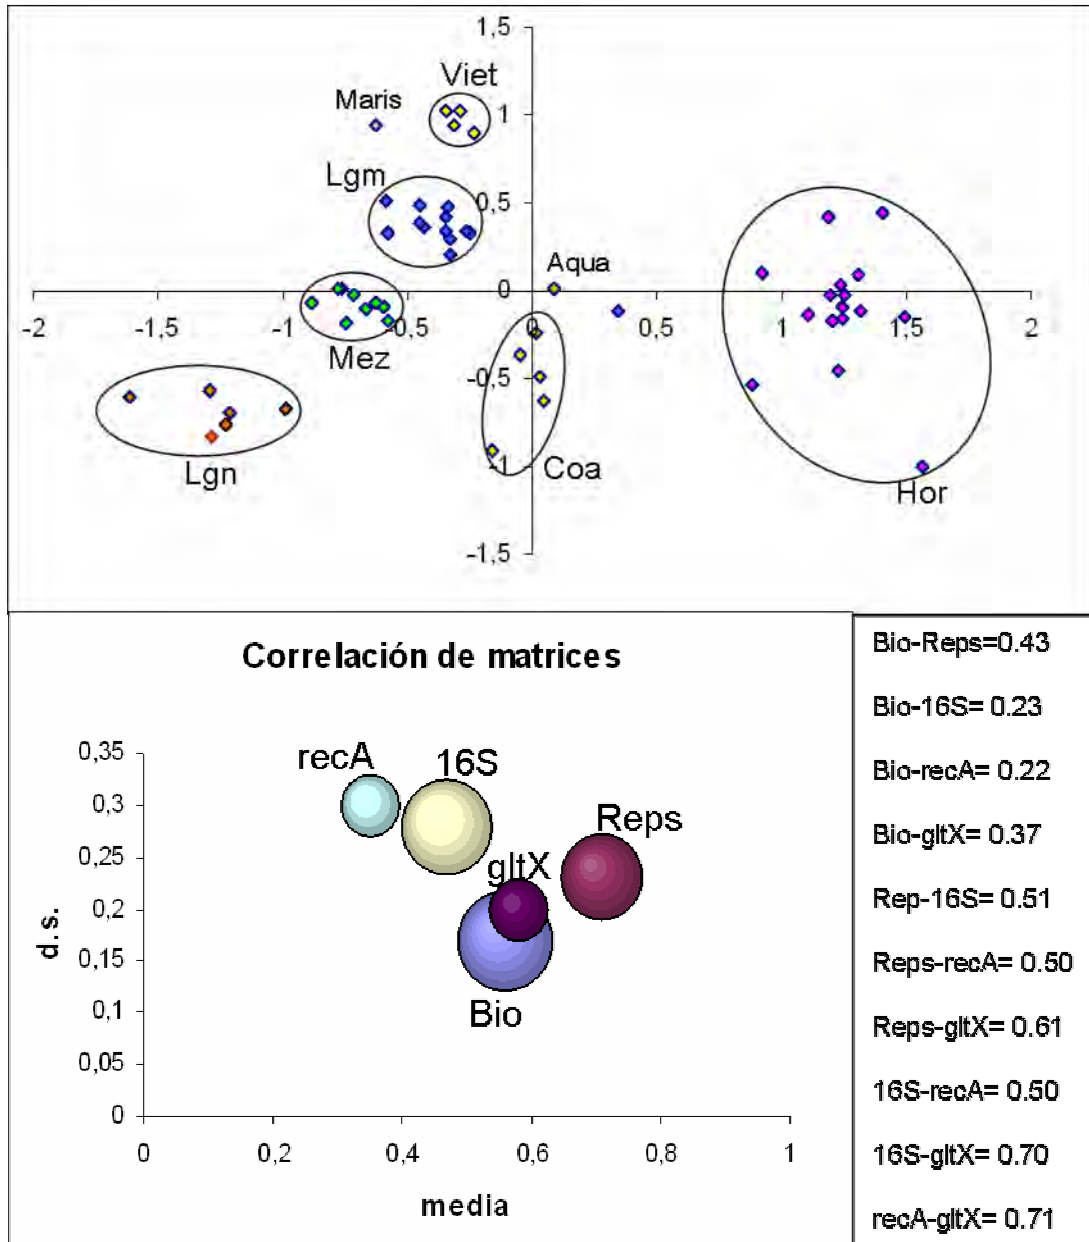 1,5
Viet
Maris
1
Lgm
0,5
Aqua
0
-2 -1,5 -1 -0,5 0 0,5 1 1,5 2
Mez
-0,5
Lgn
-1
Coa
Hor
-1,5
Correlación de matrices
0,35
0,3
0,25
0,2
0,15
0,1
0,05
0
d.s.
recA
16S
Reps
gltX
Bio
0 0,2 0,4 0,6 0,8 1
media
Bio-Reps=0.43
Bio-16S= 0.23
Bio-recA= 0.22
Bio-gltX= 0.37
Rep-16S= 0.51
Reps-recA= 0.50
Reps-gltX= 0.61
16S-recA= 0.50
16S-gltX= 0.70
recA-gltX= 0.71